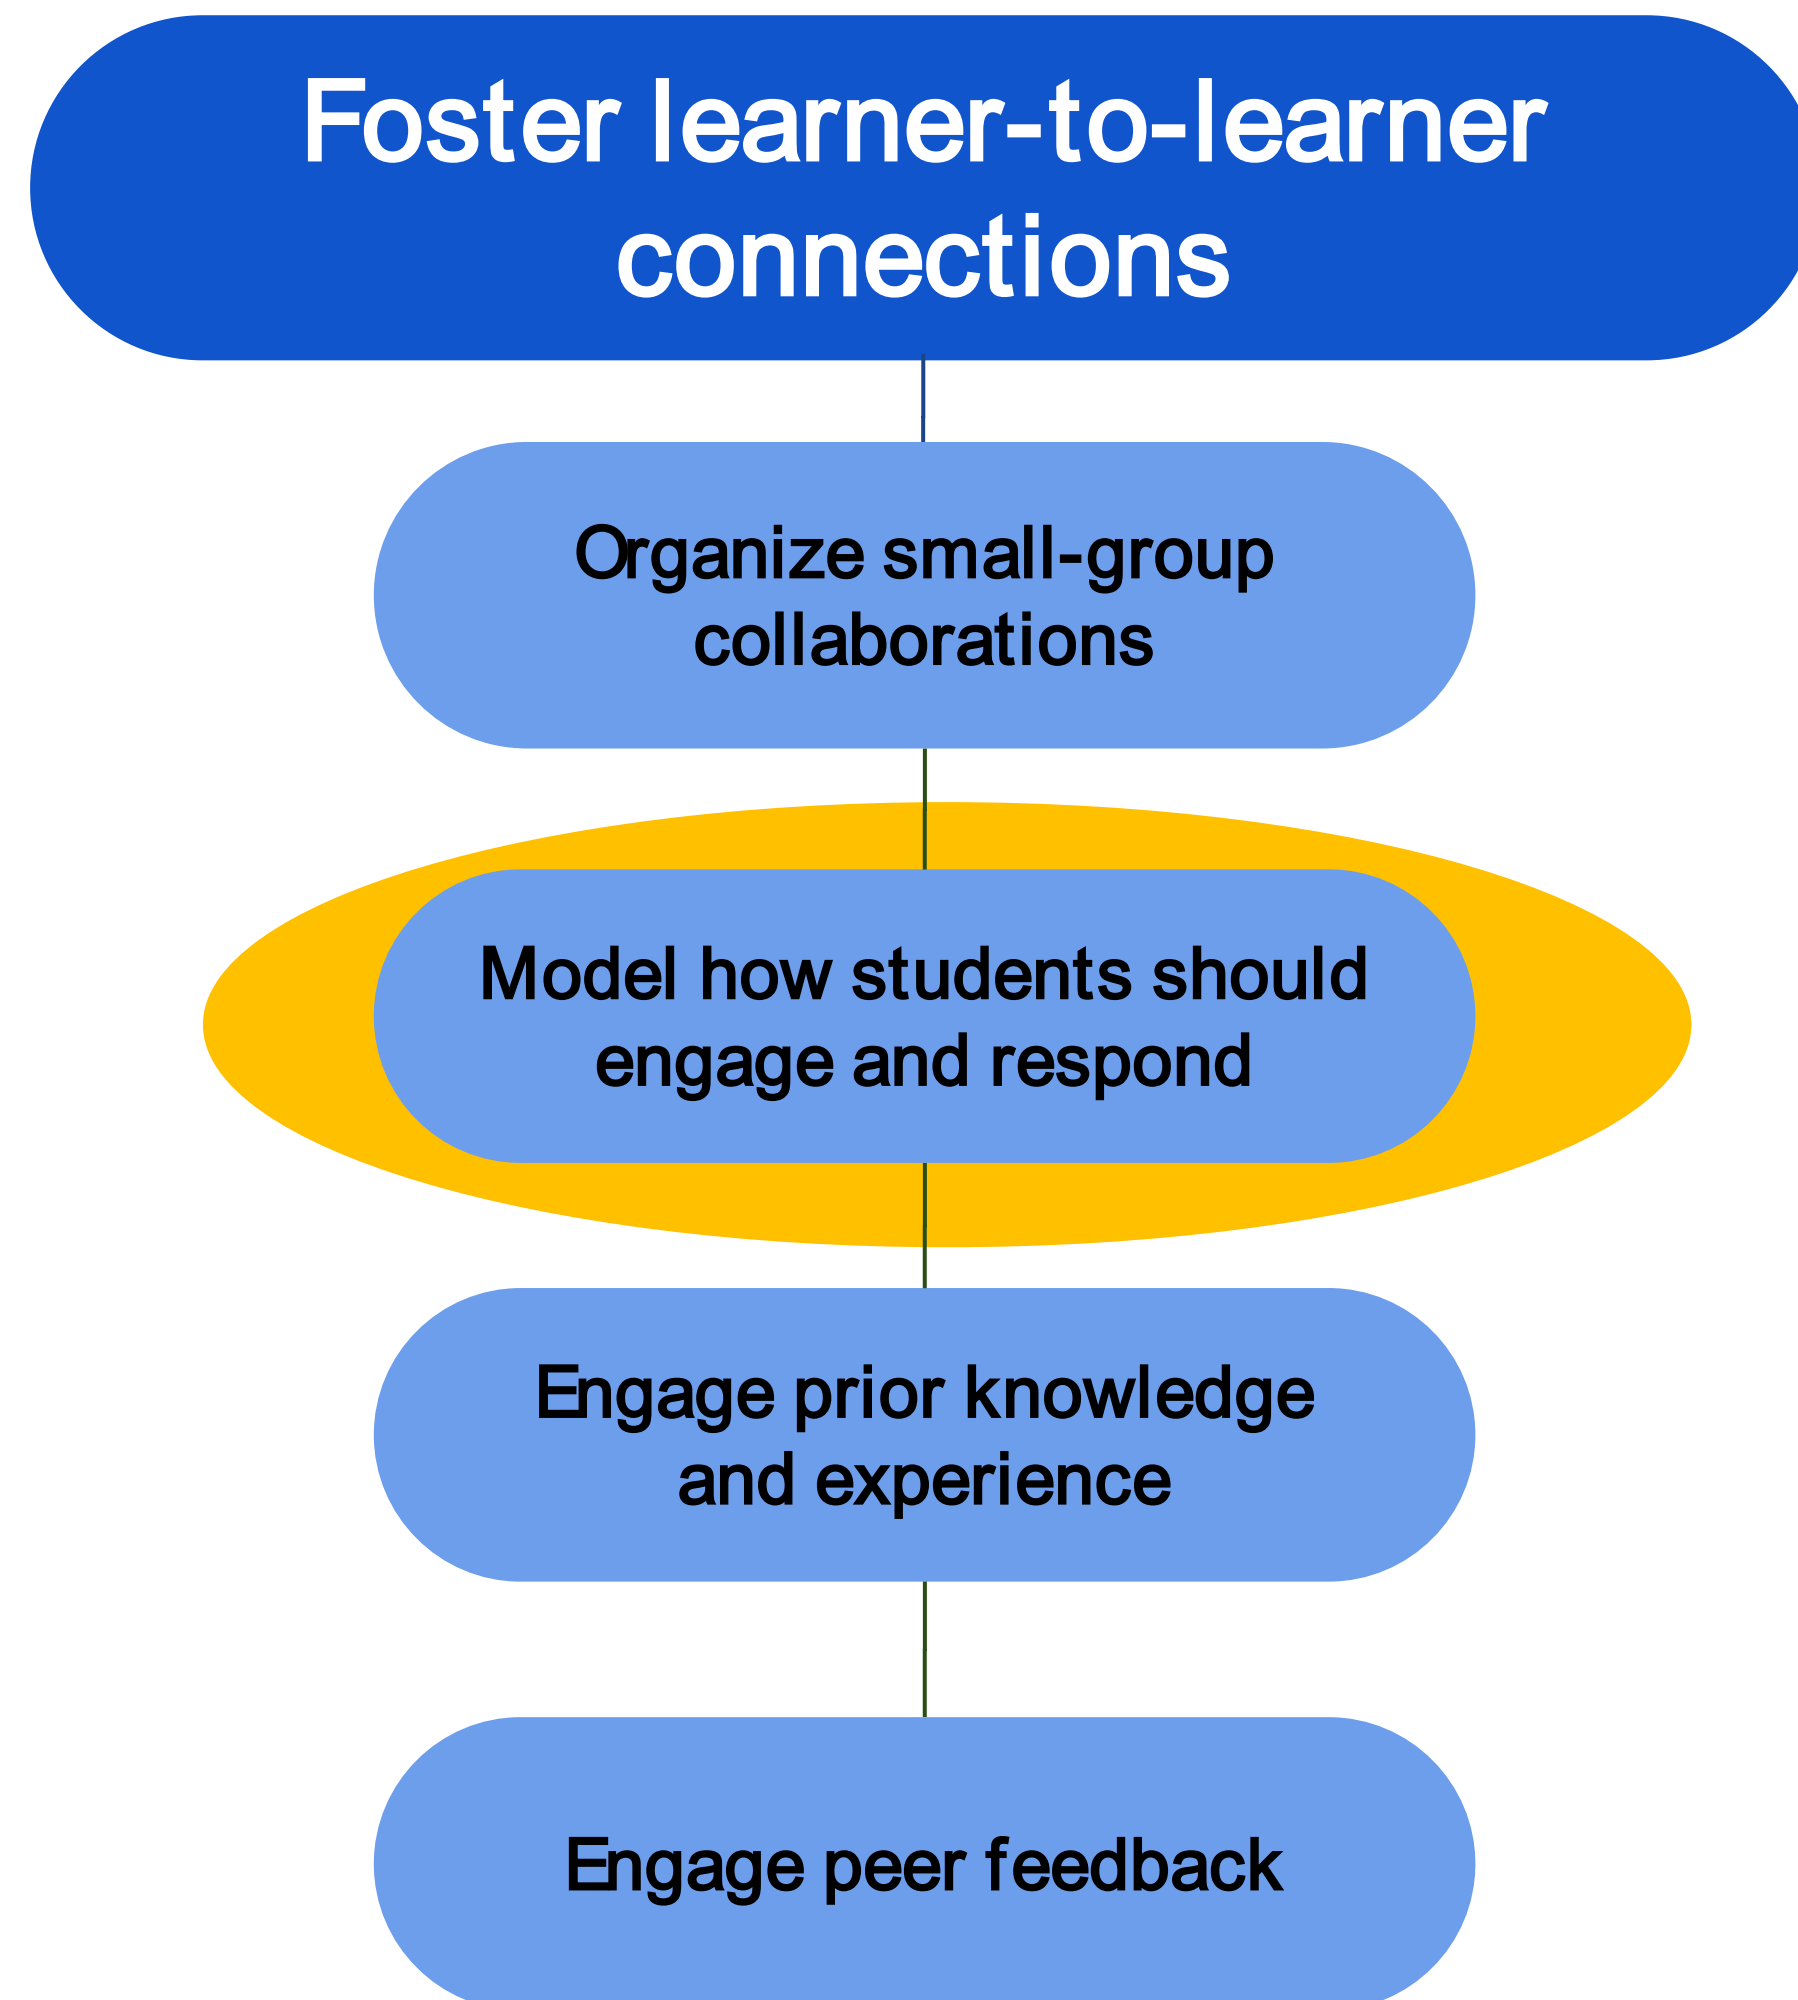 Foster learner-to-learner
connections
Organize small-group
collaborations
Model how students should
engage and respond
Engage prior knowledge
and experience
Engage peer feedback